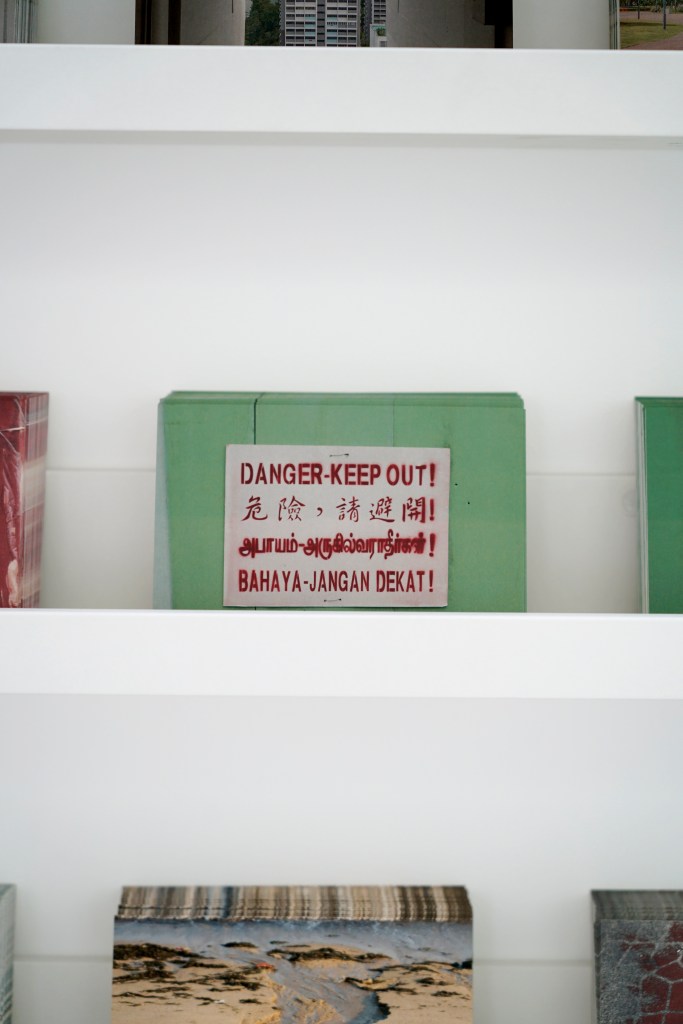 DANGER-KEEP OUT!
危險，請避開!
அபாயம்-அருகில்வராதீர்கள்!
BAHAYA-JANGAN DEKAT!